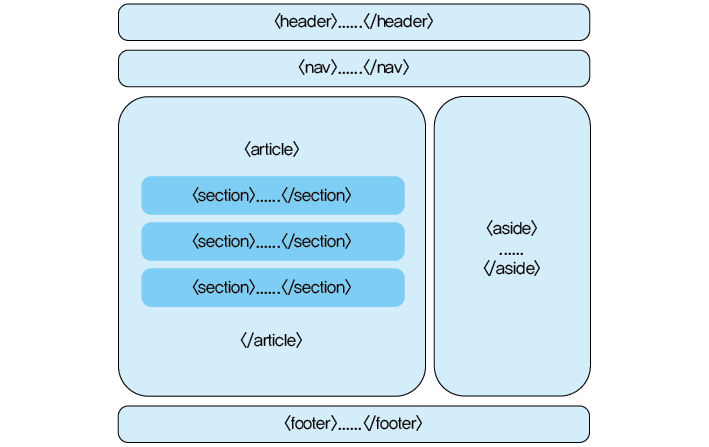 〈header〉......〈/header〉
〈nav〉......〈/nav〉
〈article〉
〈section〉......〈/section〉
〈section〉......〈/section〉
〈section〉......〈/section〉
〈/article〉
〈aside〉
......
〈/aside〉
〈footer〉......〈/footer〉